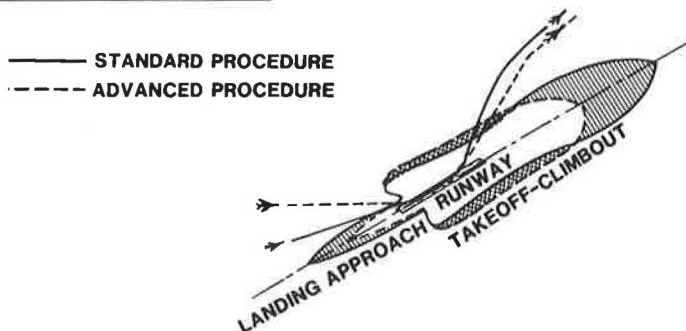 STANDARD PROCEDURE
ADVANCED PROCEDURE
RUNWAY
TAKEOFF-CLIMBOUT
LANDING APPROACH